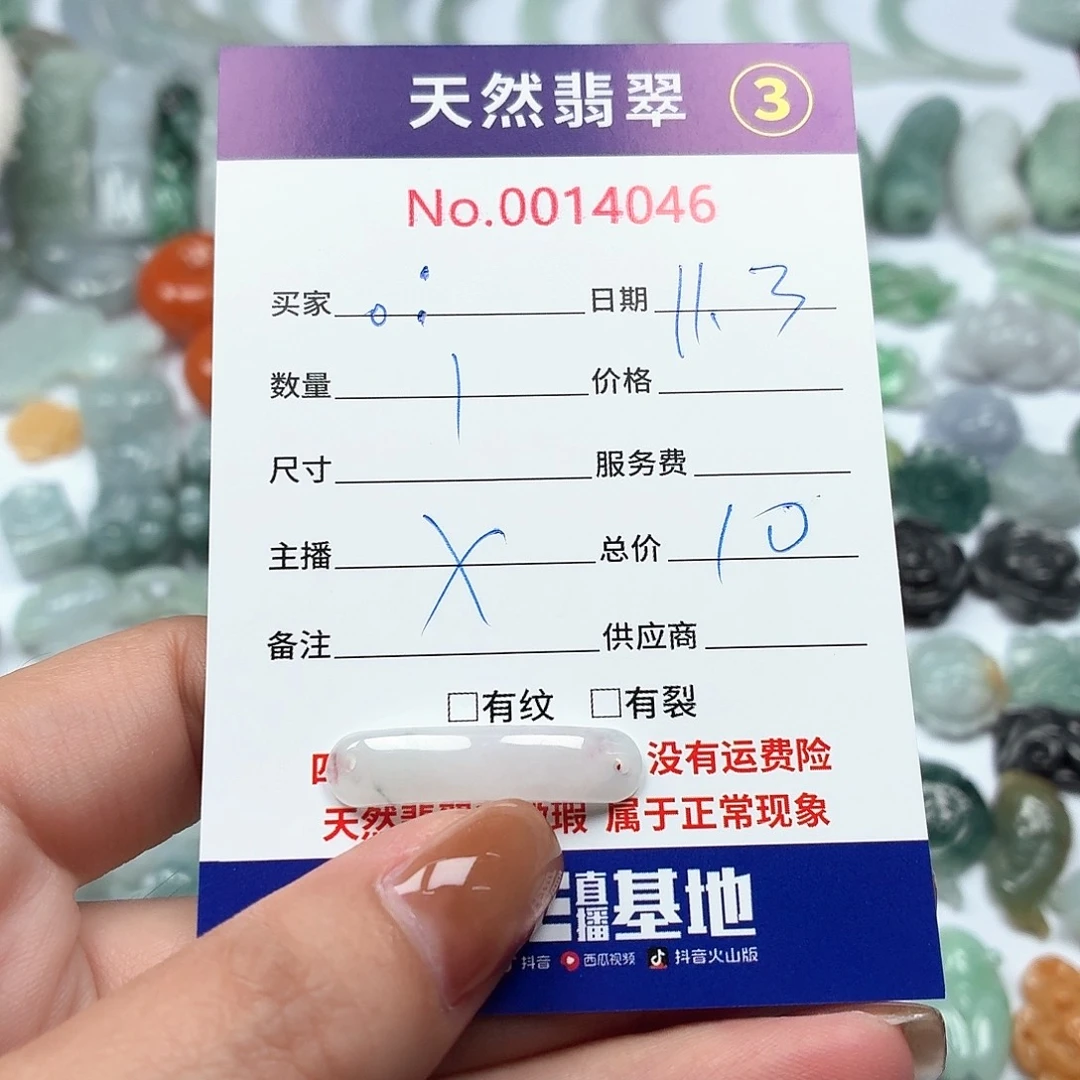 天然翡翠 3
No.0014046
买家 日期 11.3
数量 1 价格
尺寸 服务费
主播 X 总价 10
备注 供应商
□有纹 □有裂
没有运费险
天然 瑕 属于正常现象
直播基地
抖音 西瓜视频 抖音火山版